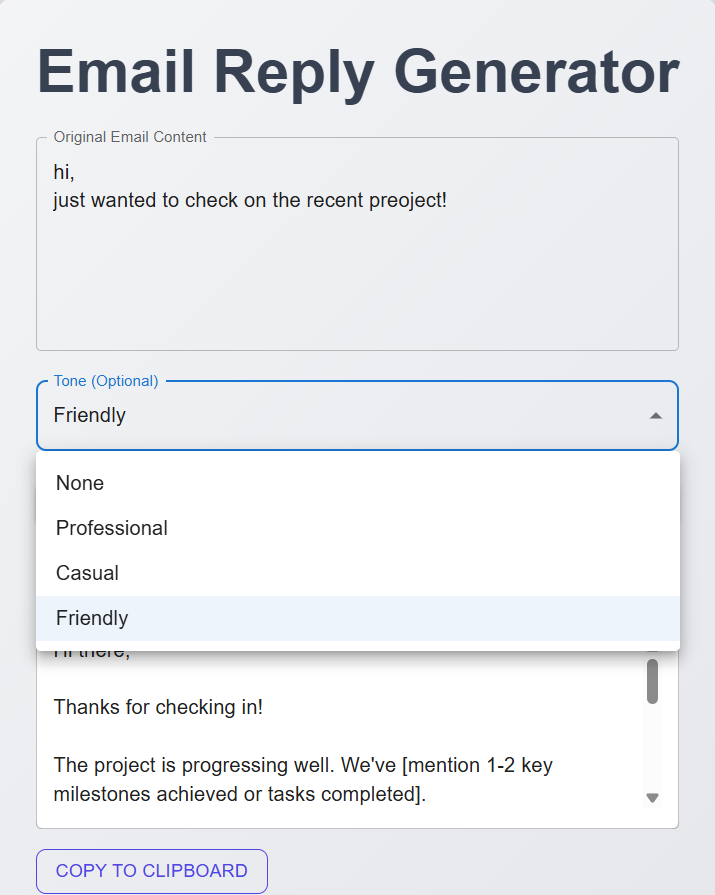 Email Reply Generator
Original Email Content
hi,
just wanted to check on the recent preoject!
Tone (Optional)
Friendly
None
Professional
Casual
Friendly
Hi there,
Thanks for checking in!
The project is progressing well. We've [mention 1-2 key
milestones achieved or tasks completed].
COPY TO CLIPBOARD